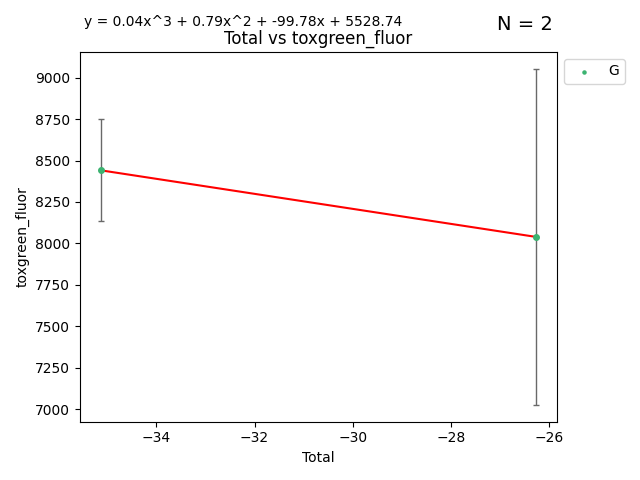 y = 0.04x^3 + 0.79x^2 + -99.78x + 5528.74
N = 2
Total vs toxgreen_fluor
G
toxgreen_fluor
9000
8750
8500
8250
8000
7750
7500
7250
7000
−34
−32
−30
−28
−26
Total